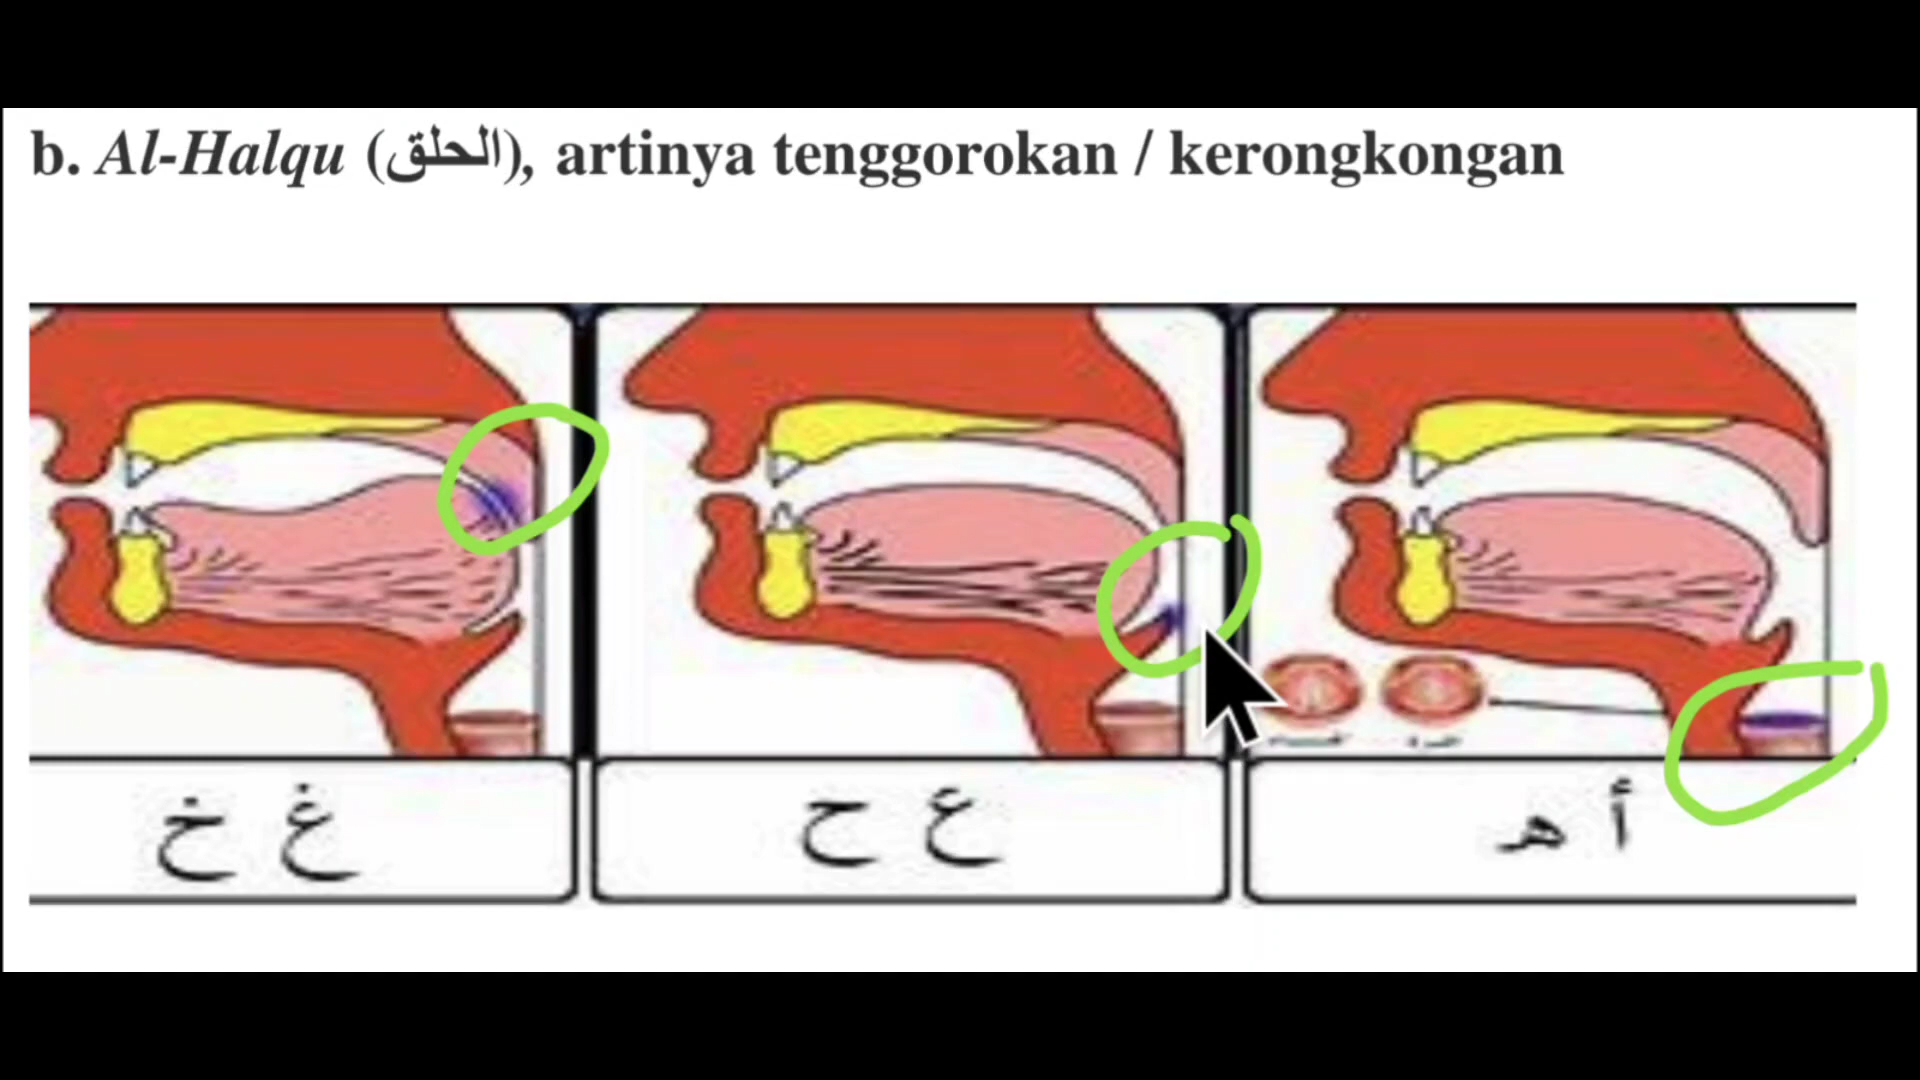 b. Al-Halqu (الحلق), artinya tenggorokan / kerongkongan
غ خ
ع ح
أ هـ